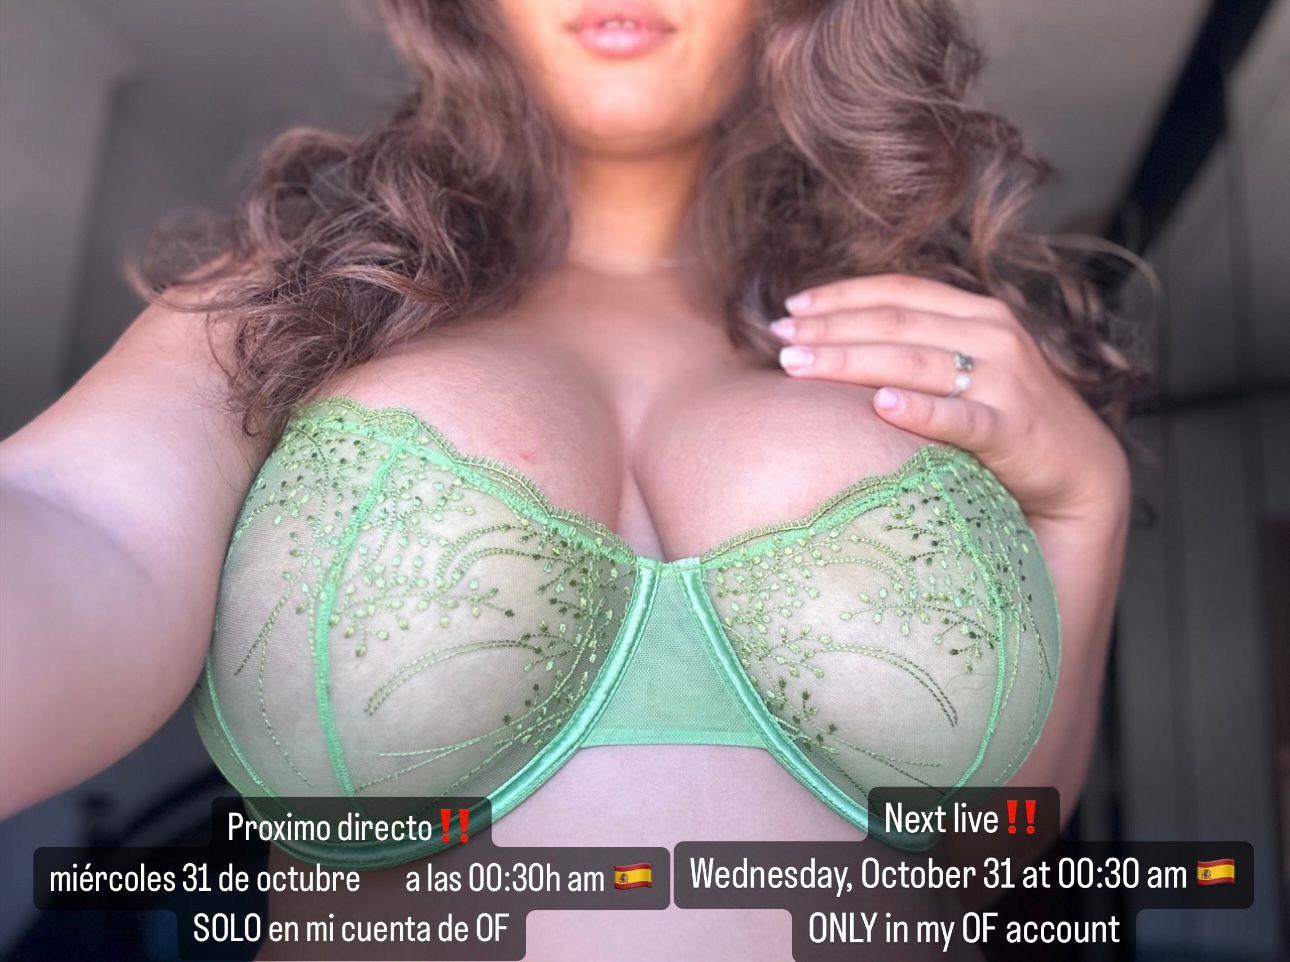 Proximo directo‼️
miércoles 31 de octubre a las 00:30h am 🇪🇸
SOLO en mi cuenta de OF
Next live‼️
Wednesday, October 31 at 00:30 am 🇪🇸
ONLY in my OF account